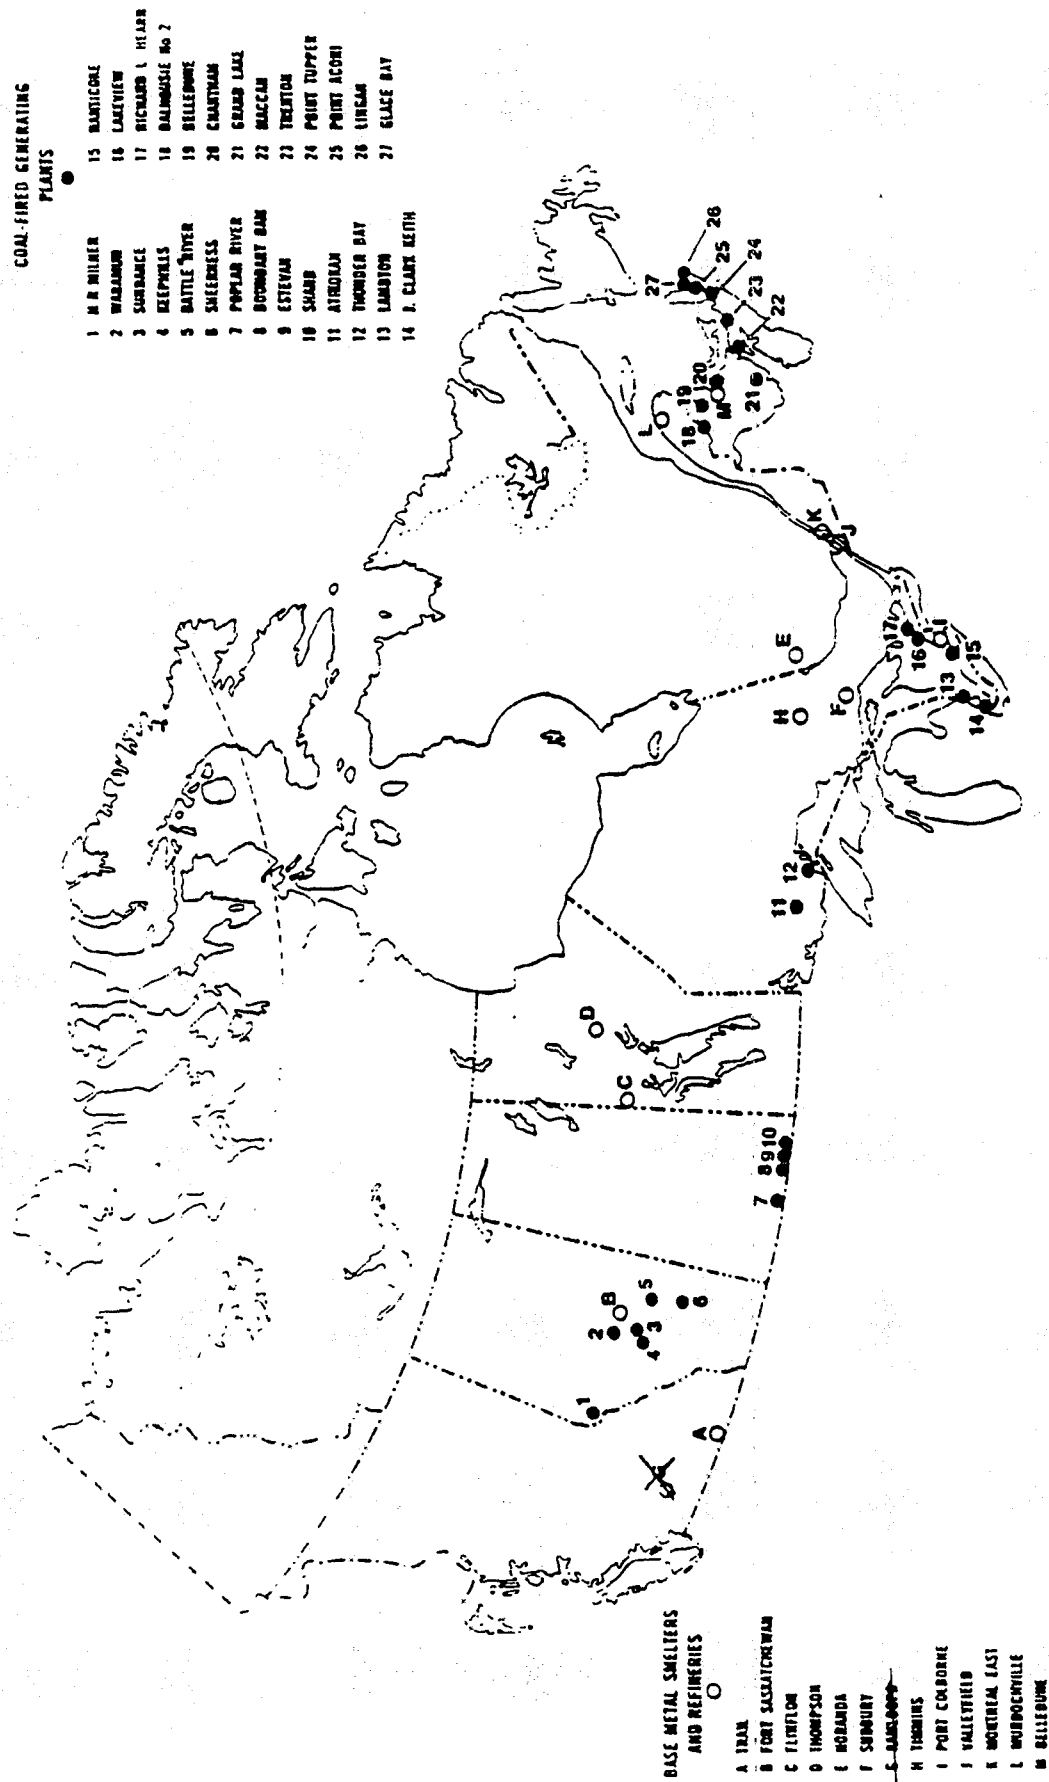 COAL-FIRED GENERATING
PLANTS
1 H R MILNER
2 WABAMUN
3 SUNDANCE
4 KEEPHILLS
5 BATTLE RIVER
6 SHEERNESS
7 POPLAR RIVER
8 BOUNDARY DAM
9 ESTEVAN
10 SHAND
11 ATIKOKAN
12 THUNDER BAY
13 LAMBTON
14 J. CLARK KEITH
15 NANTICOKE
16 LAKEVIEW
17 RICHARD L HEARN
18 DALHOUSIE No 2
19 BELLEDUNE
20 CHATHAM
21 GRAND LAKE
22 MACCAN
23 TRENTON
24 POINT TUPPER
25 POINT ACONI
26 LINGAN
27 GLACE BAY
27
26
25
24
23
22
20
19
18
M
21
L
K
J
E
H
F
17
16
I
15
13
14
12
11
D
C
8 9 10
7
B
5
6
2
3
4
1
A
G
BASE METAL SMELTERS
AND REFINERIES
A TRAIL
B FORT SASKATCHEWAN
C FLINFLON
D THOMPSON
E NORANDA
F SUDBURY
G KAMLOOPS
H TIMMINS
I PORT COLBORNE
J VALLEYFIELD
K MONTREAL EAST
L MURDOCHVILLE
M BELLEDUNE